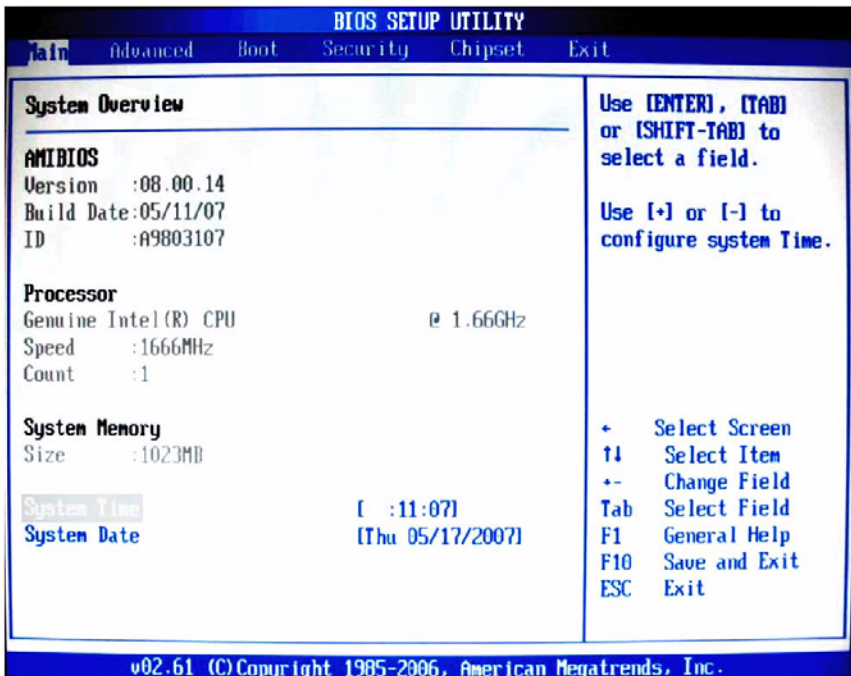 BIOS SETUP UTILITY
Main Advanced Boot Security Chipset Exit
System Overview
AMIBIOS
Version :08.00.14
Build Date:05/11/07
ID :A9803107
Processor
Genuine Intel(R) CPU @ 1.66GHz
Speed :1666MHz
Count :1
System Memory
Size :1023MB
System Time [ :11:07]
System Date [Thu 05/17/2007]
Use [ENTER], [TAB]
or [SHIFT-TAB] to
select a field.
Use [+] or [-] to
configure system Time.
← Select Screen
↑↓ Select Item
+- Change Field
Tab Select Field
F1 General Help
F10 Save and Exit
ESC Exit
v02.61 (C)Copyright 1985-2006, American Megatrends, Inc.